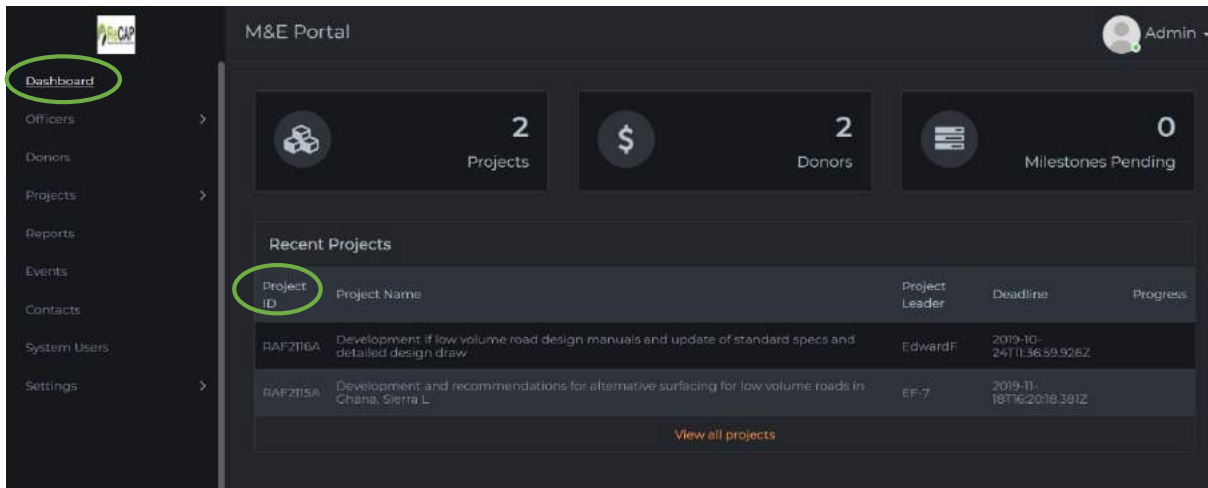 ReCAP
M&E Portal
Admin
Dashboard
Officers
Donors
Projects
Reports
Events
Contacts
System Users
Settings
2
Projects
2
Donors
0
Milestones Pending
Recent Projects
Project
ID
Project Name
Project
Leader
Deadline
Progress
RAF2116A
Development if low volume road design manuals and update of standard specs and
detailed design draw
EdwardF
2019-10-
24T11:36:59.926Z
RAF2115A
Development and recommendations for alternative surfacing for low volume roads in
Ghana, Sierra L
EF-7
2019-11-
18T16:20:18.381Z
View all projects